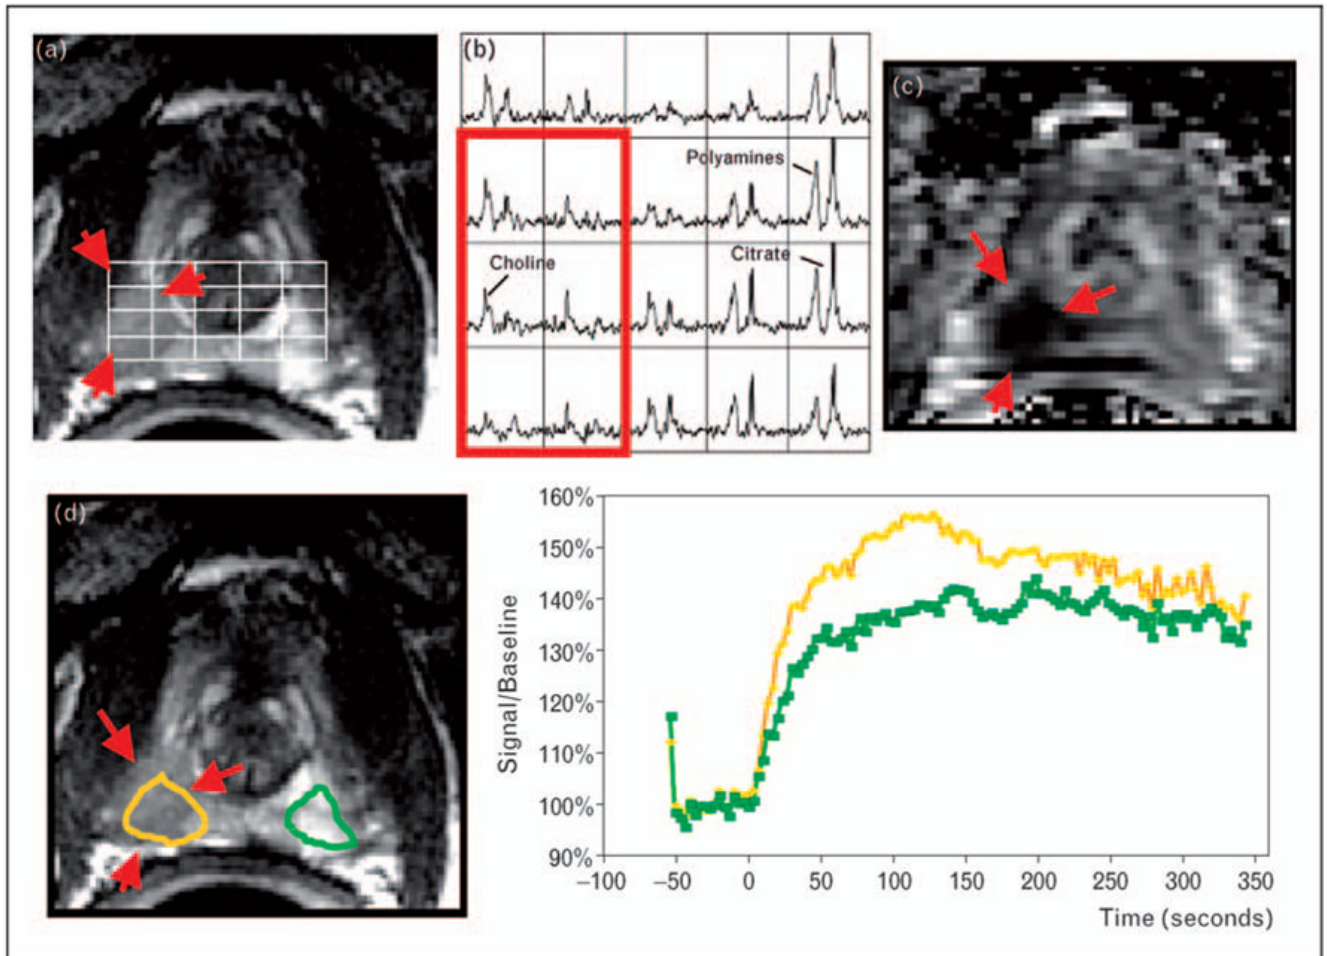 (a)
(b)
Polyamines
Choline
Citrate
(c)
(d)
160%
150%
140%
130%
120%
110%
100%
90%
Signal/Baseline
−100
−50
0
50
100
150
200
250
300
350
Time (seconds)